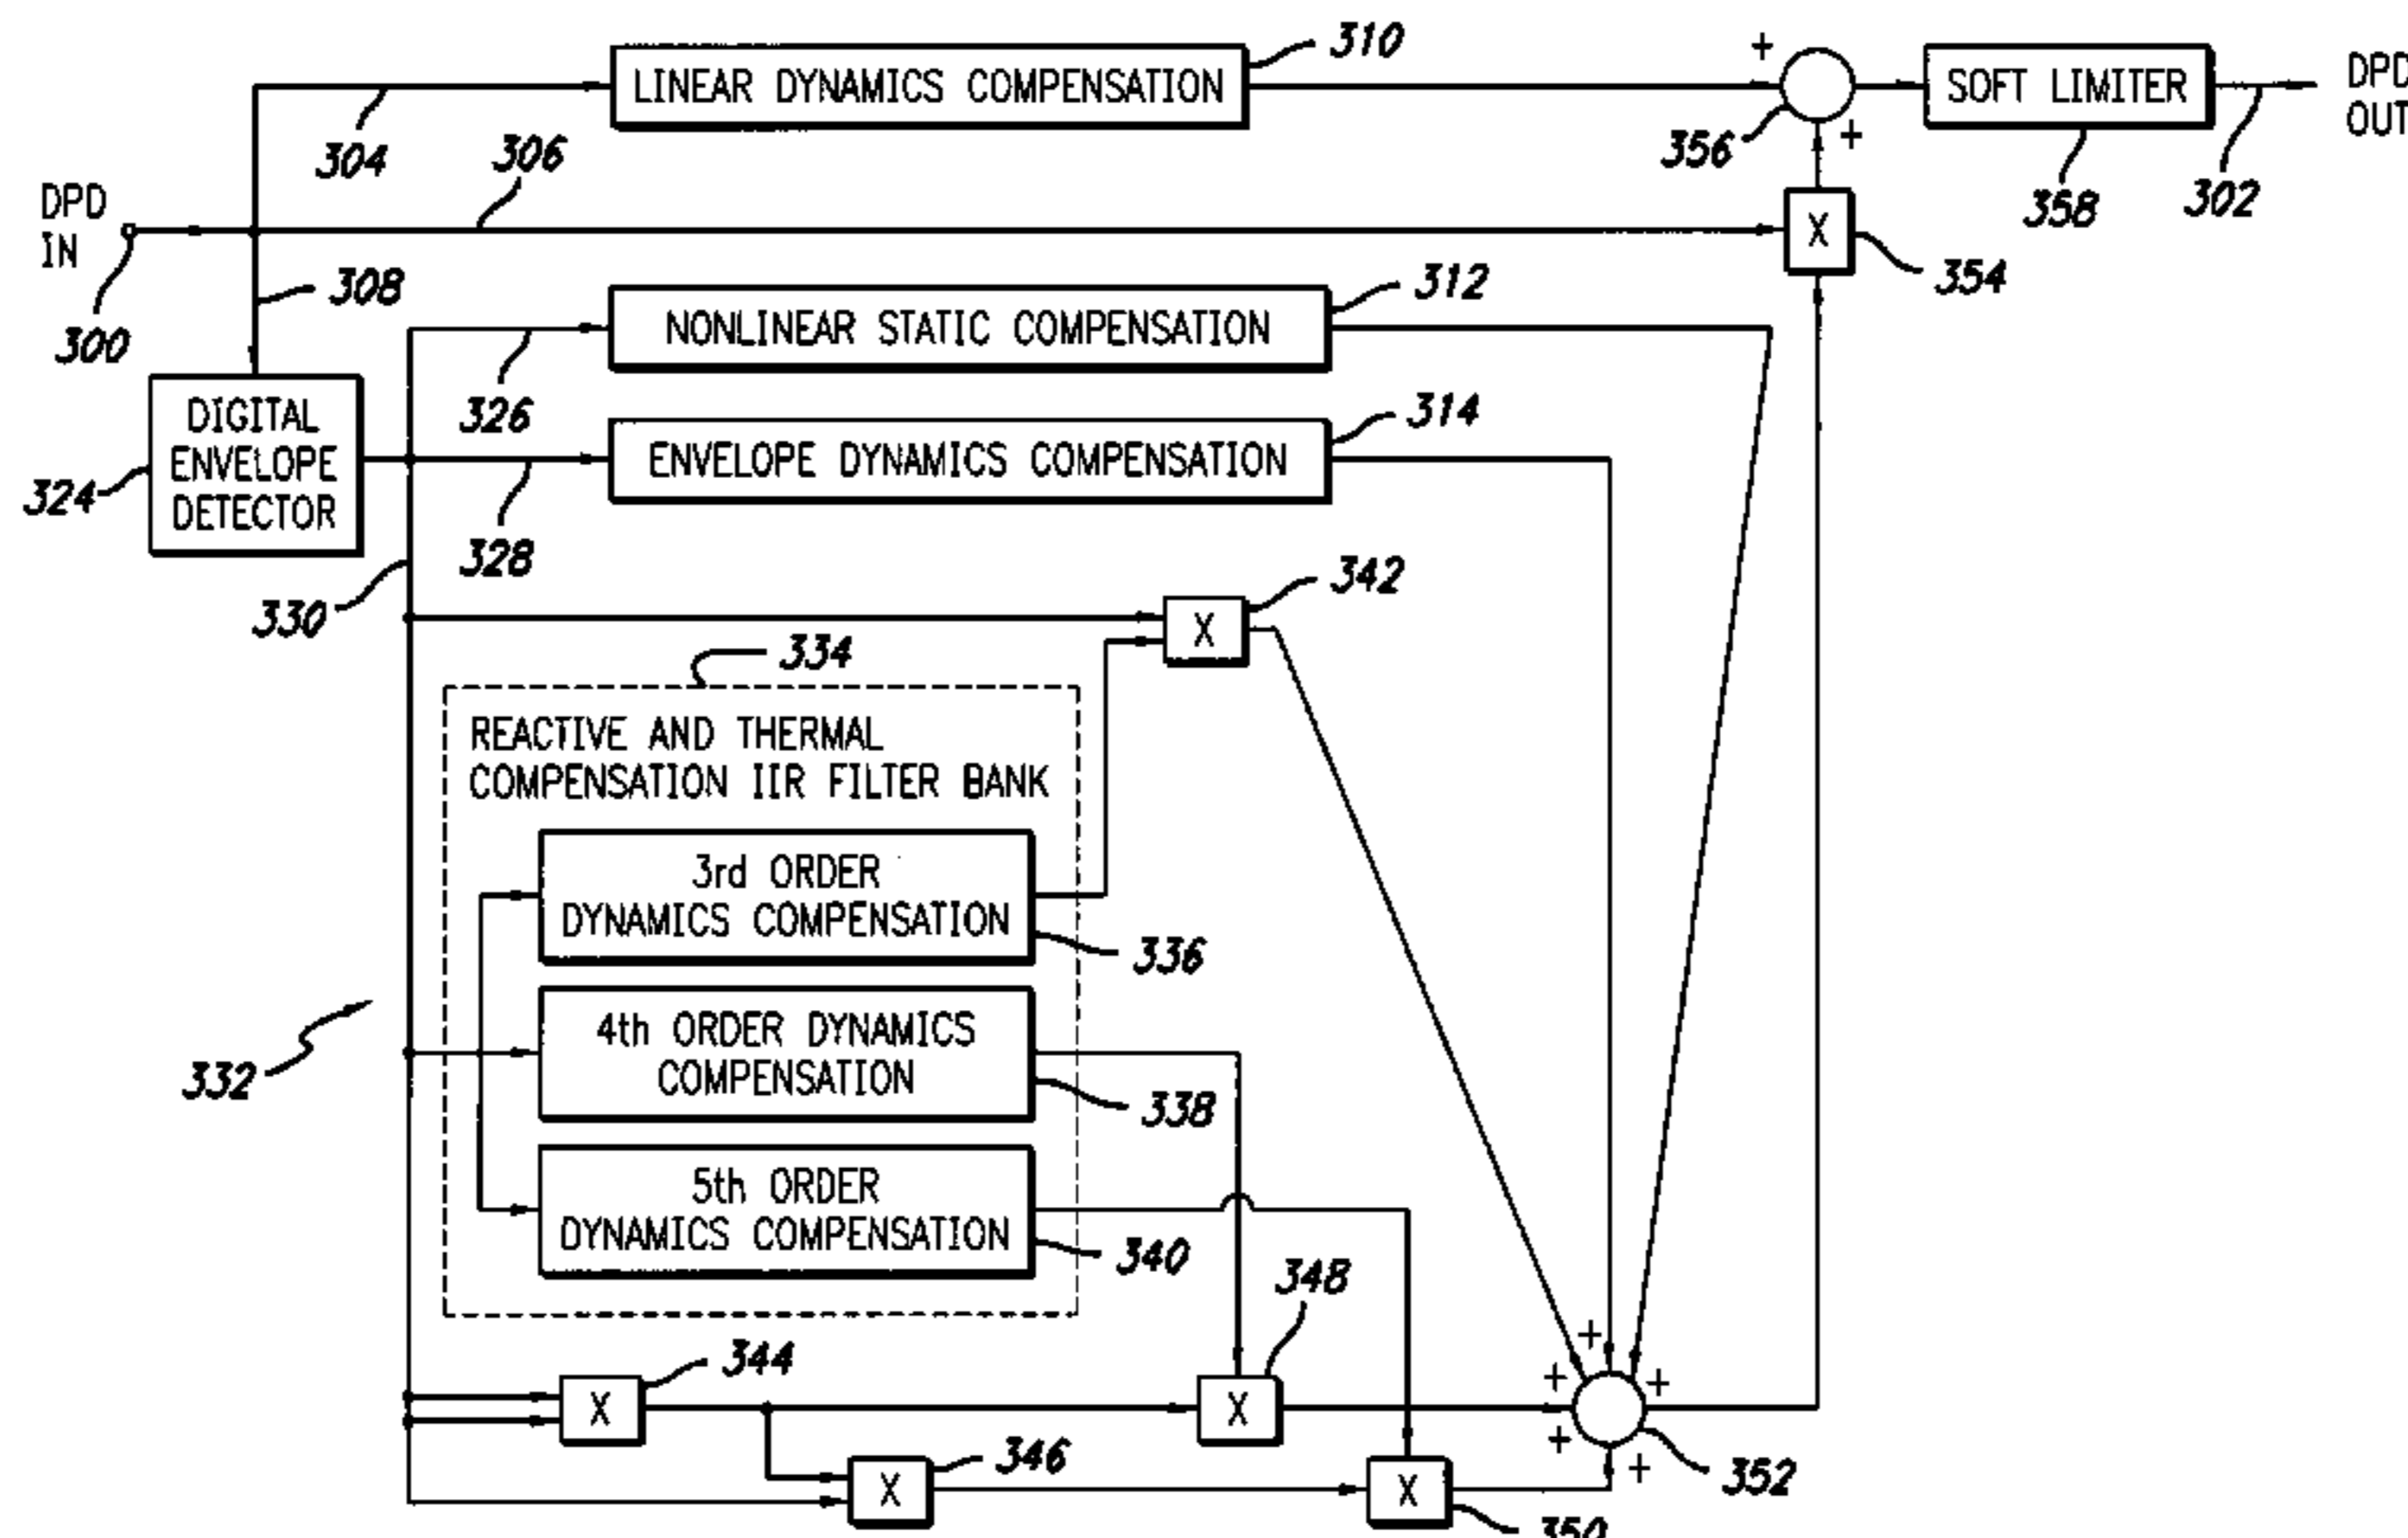 310
LINEAR DYNAMICS COMPENSATION
+
356
+
SOFT LIMITER
358
302
DPD
OUT
304
306
DPD
IN
300
308
X
354
312
NONLINEAR STATIC COMPENSATION
326
314
ENVELOPE DYNAMICS COMPENSATION
328
DIGITAL
ENVELOPE
DETECTOR
324
330
342
X
334
REACTIVE AND THERMAL
COMPENSATION IIR FILTER BANK
3rd ORDER
DYNAMICS COMPENSATION
336
332
4th ORDER DYNAMICS
COMPENSATION
338
5th ORDER
DYNAMICS COMPENSATION
340
344
X
346
X
348
X
350
X
+
+
+
+
+
352